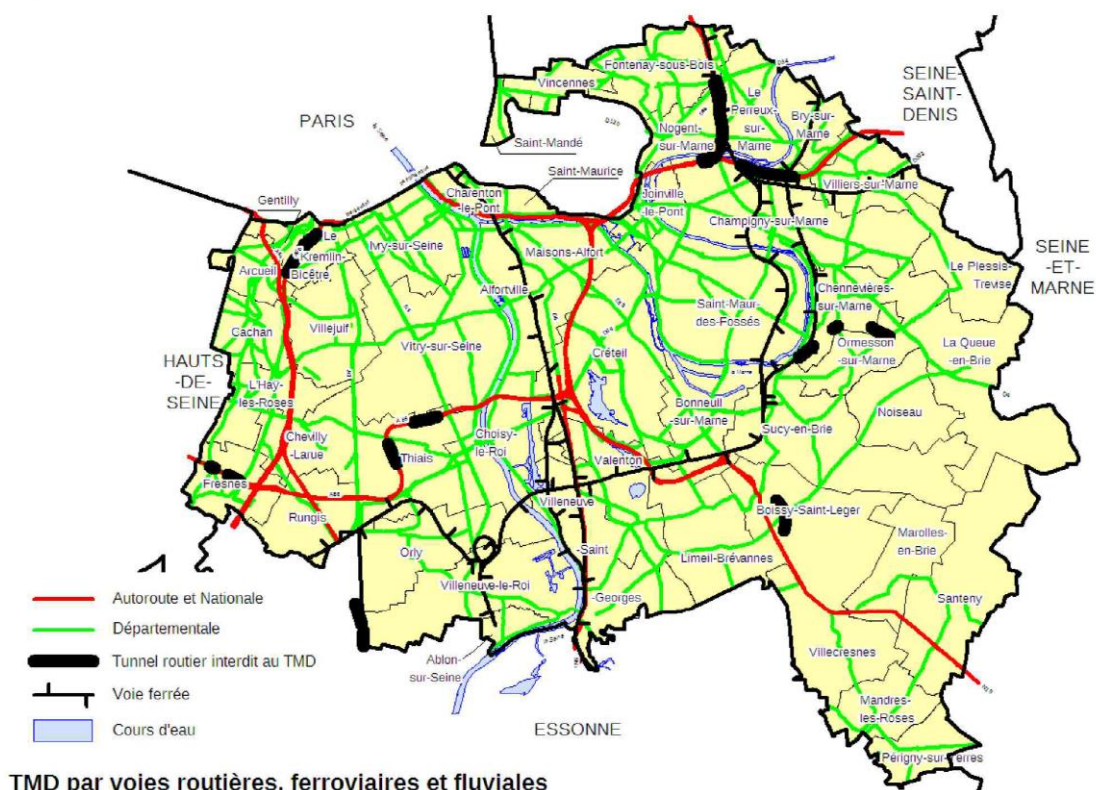 Fontenay-sous-Bois
Vincennes
Le
Perreux-
sur-
Marne
Bry-sur-
Marne
SEINE-
SAINT-
DENIS
PARIS
Nogent-
sur-Marne
Saint-Mandé
Saint-Maurice
Villiers-sur-Marne
Charenton
-le-Pont
Joinville
-le-Pont
Gentilly
Champigny-sur-Marne
Le
Kremlin-
Bicêtre
Ivry-sur-Seine
Maisons-Alfort
SEINE
-ET-
MARNE
Arcueil
Le Plessis-
Trevise
Alfortville
Chennevières-
sur-Marne
Saint-Maur-
des-Fossés
Villejuif
Cachan
Vitry-sur-Seine
Ormesson
-sur-Marne
La Queue
-en-Brie
HAUTS
-DE-
SEINE
Créteil
L'Hay-
les-Roses
Bonneuil
-sur-Marne
Noiseau
Sucy-en-Brie
Chevilly
-Larue
Choisy-
le-Roi
Thiais
Valenton
Fresnes
A86
Villeneuve
-Saint
-Georges
Boissy-Saint-Leger
Rungis
Marolles-
en-Brie
Orly
Limeil-Brévannes
Villeneuve-le-Roi
Santeny
Ablon-
sur-Seine
la Seine
Villecresnes
ESSONNE
Mandres-
les-Roses
Périgny-sur-Yerres
Autoroute et Nationale
Départementale
Tunnel routier interdit au TMD
Voie ferrée
Cours d'eau
TMD par voies routières, ferroviaires et fluviales